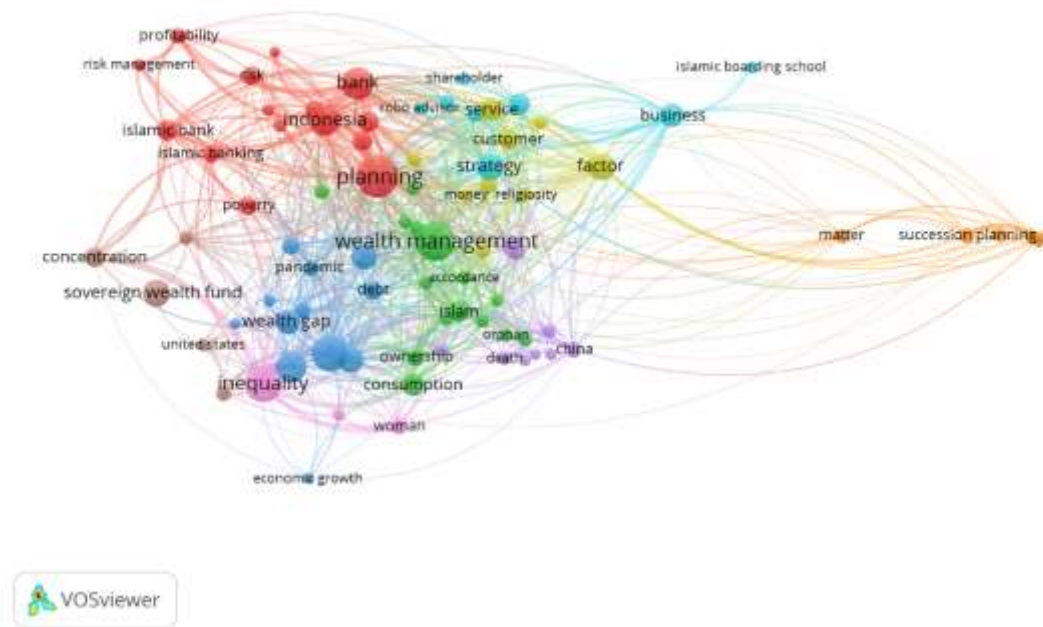 profitability
risk management
risk
bank
shareholder
islamic boarding school
robo advisor
service
business
indonesia
islamic bank
customer
islamic banking
strategy
factor
planning
money
religiosity
poverty
matter
succession planning
wealth management
concentration
pandemic
accordance
debt
sovereign wealth fund
islam
wealth gap
orphan
united states
china
ownership
death
inequality
consumption
woman
economic growth
VOSviewer